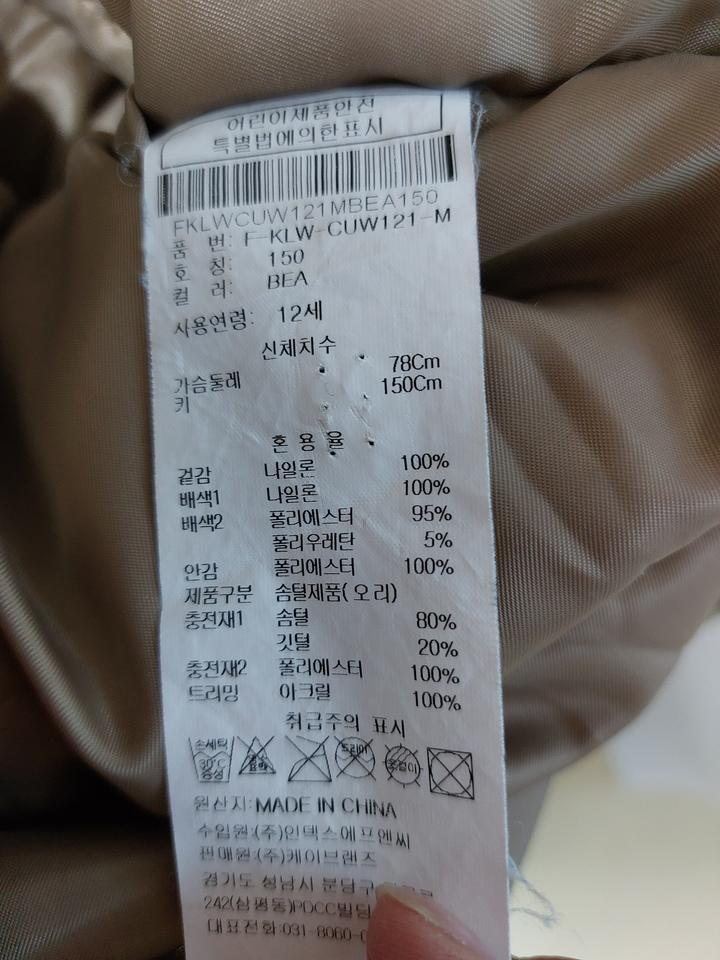 어린이제품안전
특별법에의한표시
FKLWCUW121MBEA150
품 번: F-KLW-CUW121-M
호 칭: 150
컬 러: BEA
사용연령: 12세
신체치수
가슴둘레 78Cm
키 150Cm
혼 용 율
겉감 나일론 100%
배색1 나일론 100%
배색2 폴리에스터 95%
폴리우레탄 5%
안감 폴리에스터 100%
제품구분 솜털제품(오리)
충전재1 솜털 80%
깃털 20%
충전재2 폴리에스터 100%
트리밍 아크릴 100%
취급주의 표시
손세탁 30℃ 중성 드라이
원산지:MADE IN CHINA
수입원:(주)인덱스에프앤씨
판매원:(주)케이브랜즈
경기도 성남시 분당구
242(삼평동)PDCC빌딩
대표전화:031-8060-